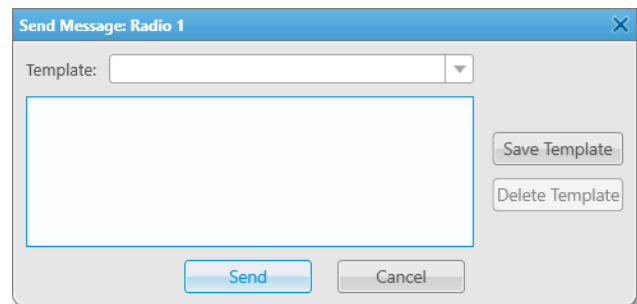 Send Message: Radio 1
Template:
Save Template
Delete Template
Send Cancel